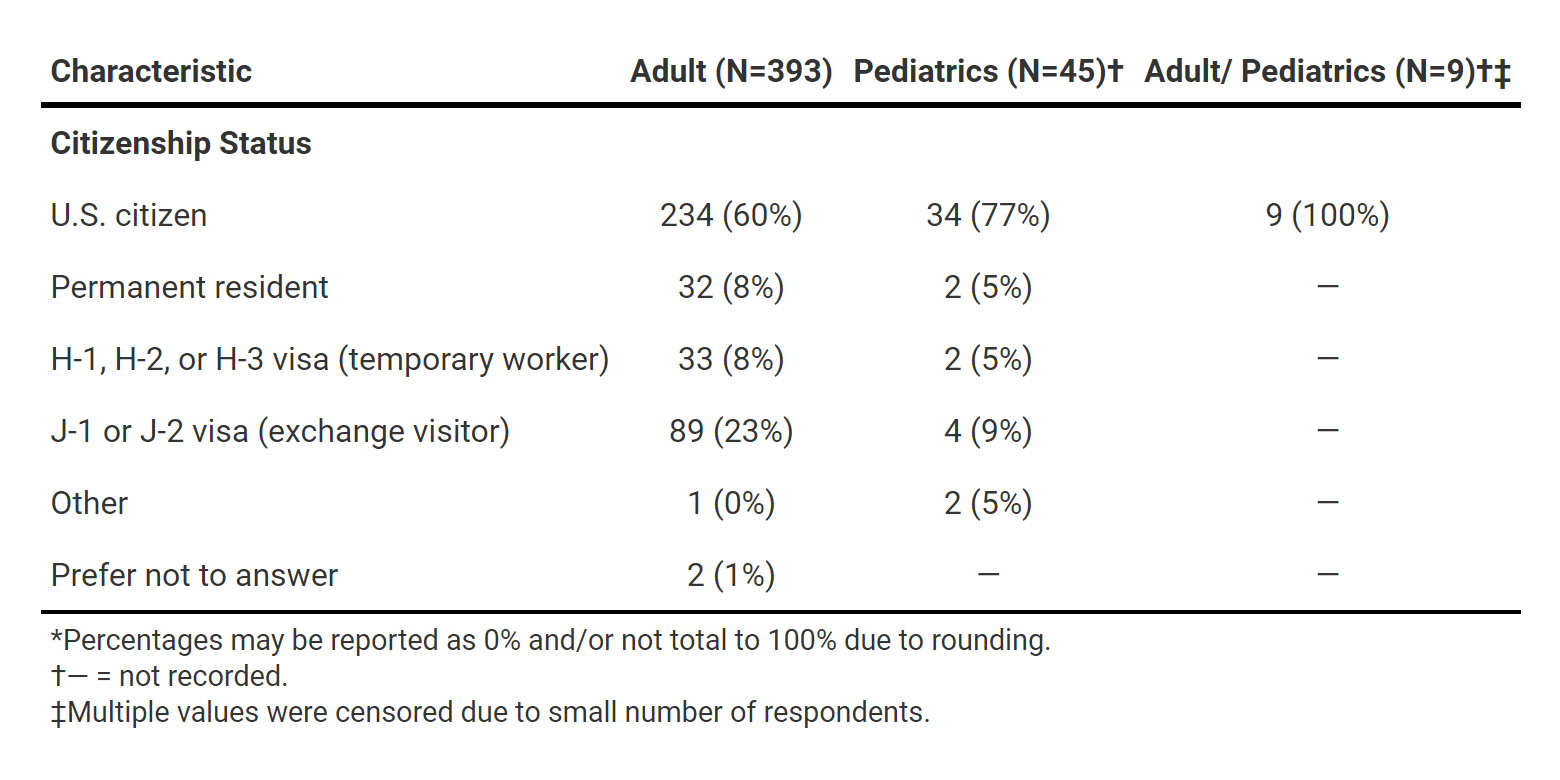 Characteristic Adult (N=393) Pediatrics (N=45)† Adult/ Pediatrics (N=9)†‡
Citizenship Status
U.S. citizen 234 (60%) 34 (77%) 9 (100%)
Permanent resident 32 (8%) 2 (5%) —
H-1, H-2, or H-3 visa (temporary worker) 33 (8%) 2 (5%) —
J-1 or J-2 visa (exchange visitor) 89 (23%) 4 (9%) —
Other 1 (0%) 2 (5%) —
Prefer not to answer 2 (1%) — —
*Percentages may be reported as 0% and/or not total to 100% due to rounding.
†— = not recorded.
‡Multiple values were censored due to small number of respondents.